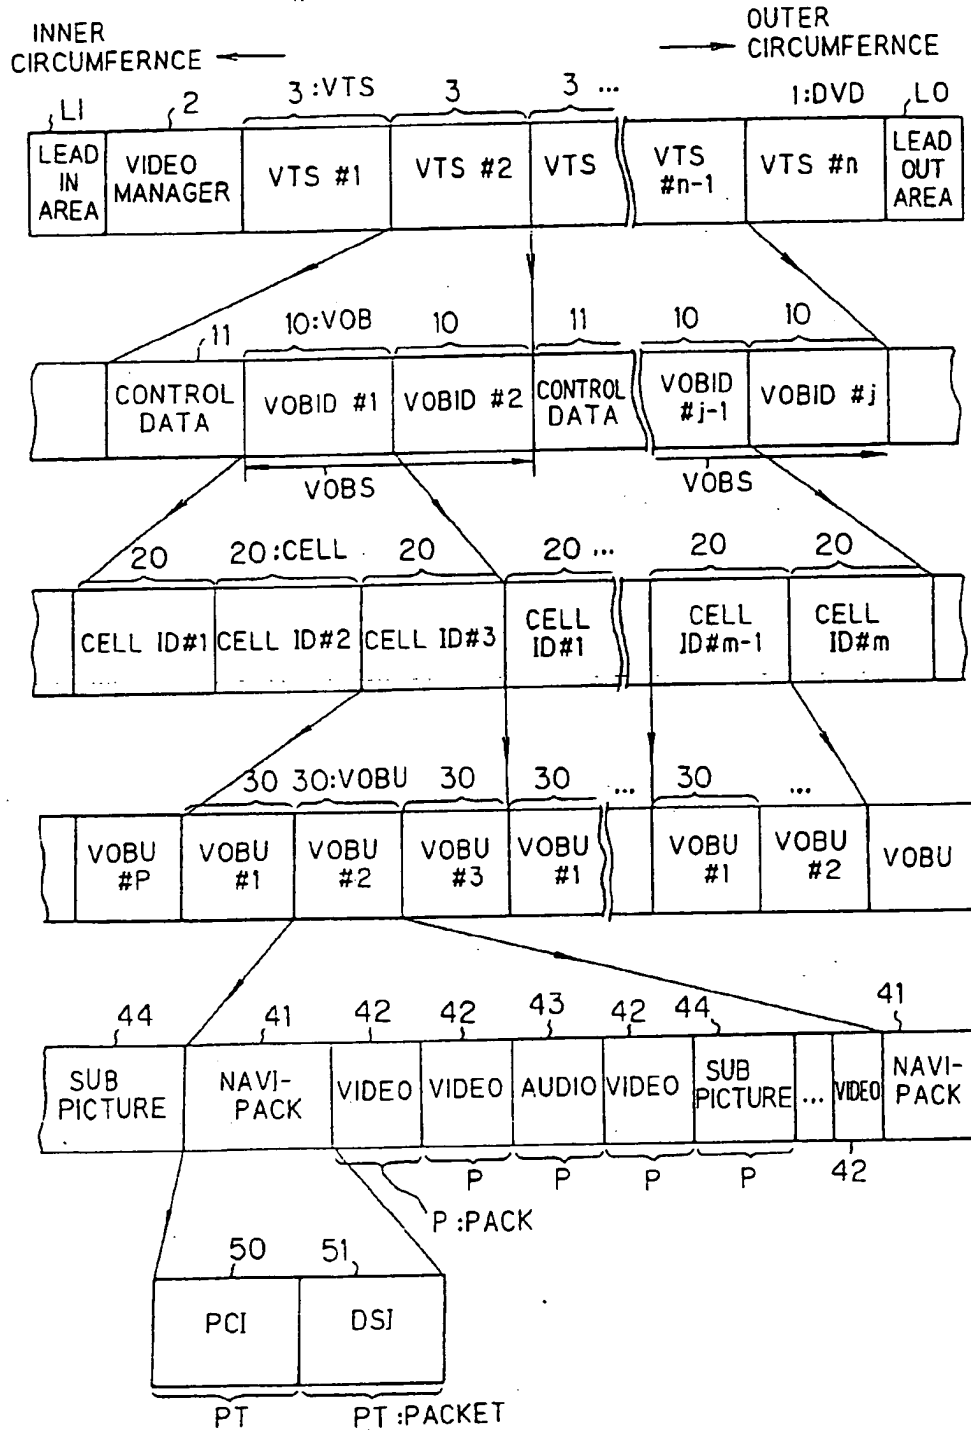 INNER
CIRCUMFERNCE
OUTER
CIRCUMFERNCE
LI 2 3:VTS 3 3 ... 1:DVD LO
LEAD IN AREA
VIDEO MANAGER
VTS #1
VTS #2
VTS
VTS #n-1
VTS #n
LEAD OUT AREA
11 10:VOB 10 11 10 10
CONTROL DATA
VOBID #1
VOBID #2
CONTROL DATA
VOBID #j-1
VOBID #j
VOBS VOBS
20 20:CELL 20 20 ... 20 20
CELL ID#1
CELL ID#2
CELL ID#3
CELL ID#1
CELL ID#m-1
CELL ID#m
30 30:VOBU 30 30 ... 30 ...
VOBU #P
VOBU #1
VOBU #2
VOBU #3
VOBU #1
VOBU #1
VOBU #2
VOBU
44 41 42 42 43 42 44 41
SUB PICTURE
NAVI-PACK
VIDEO
VIDEO
AUDIO
VIDEO
SUB PICTURE
...
VIDEO
NAVI-PACK
P P P P 42
P:PACK
50 51
PCI DSI
PT PT:PACKET